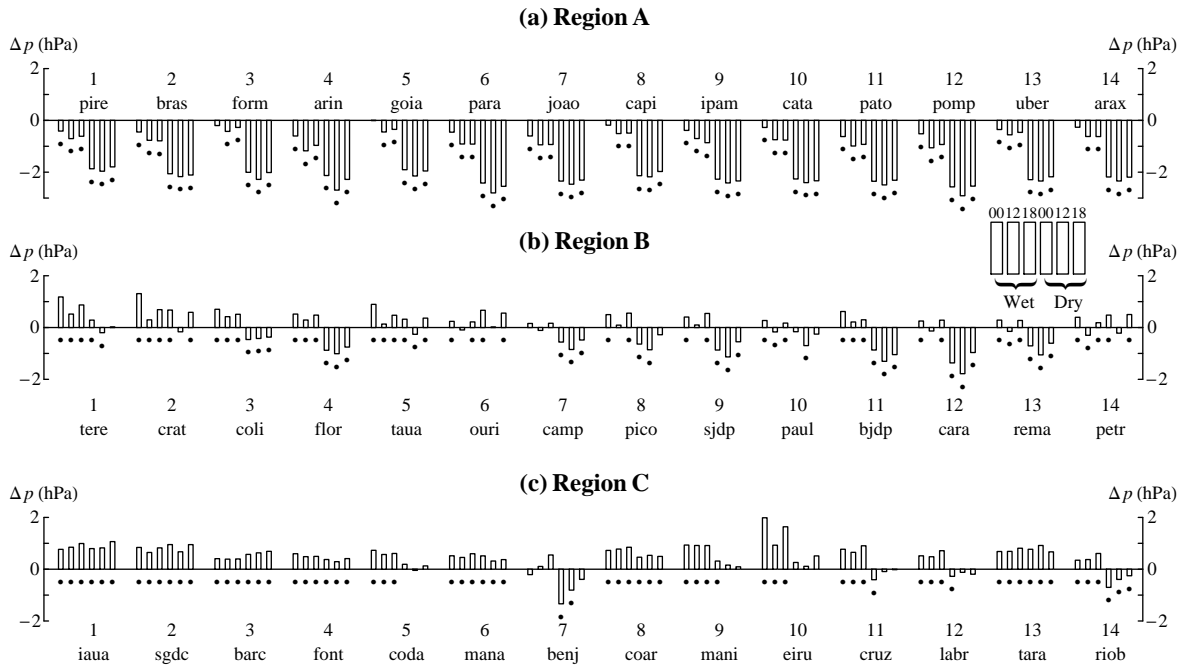 (a) Region A
Δ p (hPa) Δ p (hPa)
2 1 2 3 4 5 6 7 8 9 10 11 12 13 14 2
pire bras form arin goia para joao capi ipam cata pato pomp uber arax
0 0
−2 −2
00 12 18 00 12 18
(b) Region B
Δ p (hPa) Δ p (hPa)
2 2
Wet Dry
0 0
−2 −2
1 2 3 4 5 6 7 8 9 10 11 12 13 14
tere crat coli flor taua ouri camp pico sjdp paul bjdp cara rema petr
(c) Region C
Δ p (hPa) Δ p (hPa)
2 2
0 0
−2 −2
1 2 3 4 5 6 7 8 9 10 11 12 13 14
iaua sgdc barc font coda mana benj coar mani eiru cruz labr tara riob